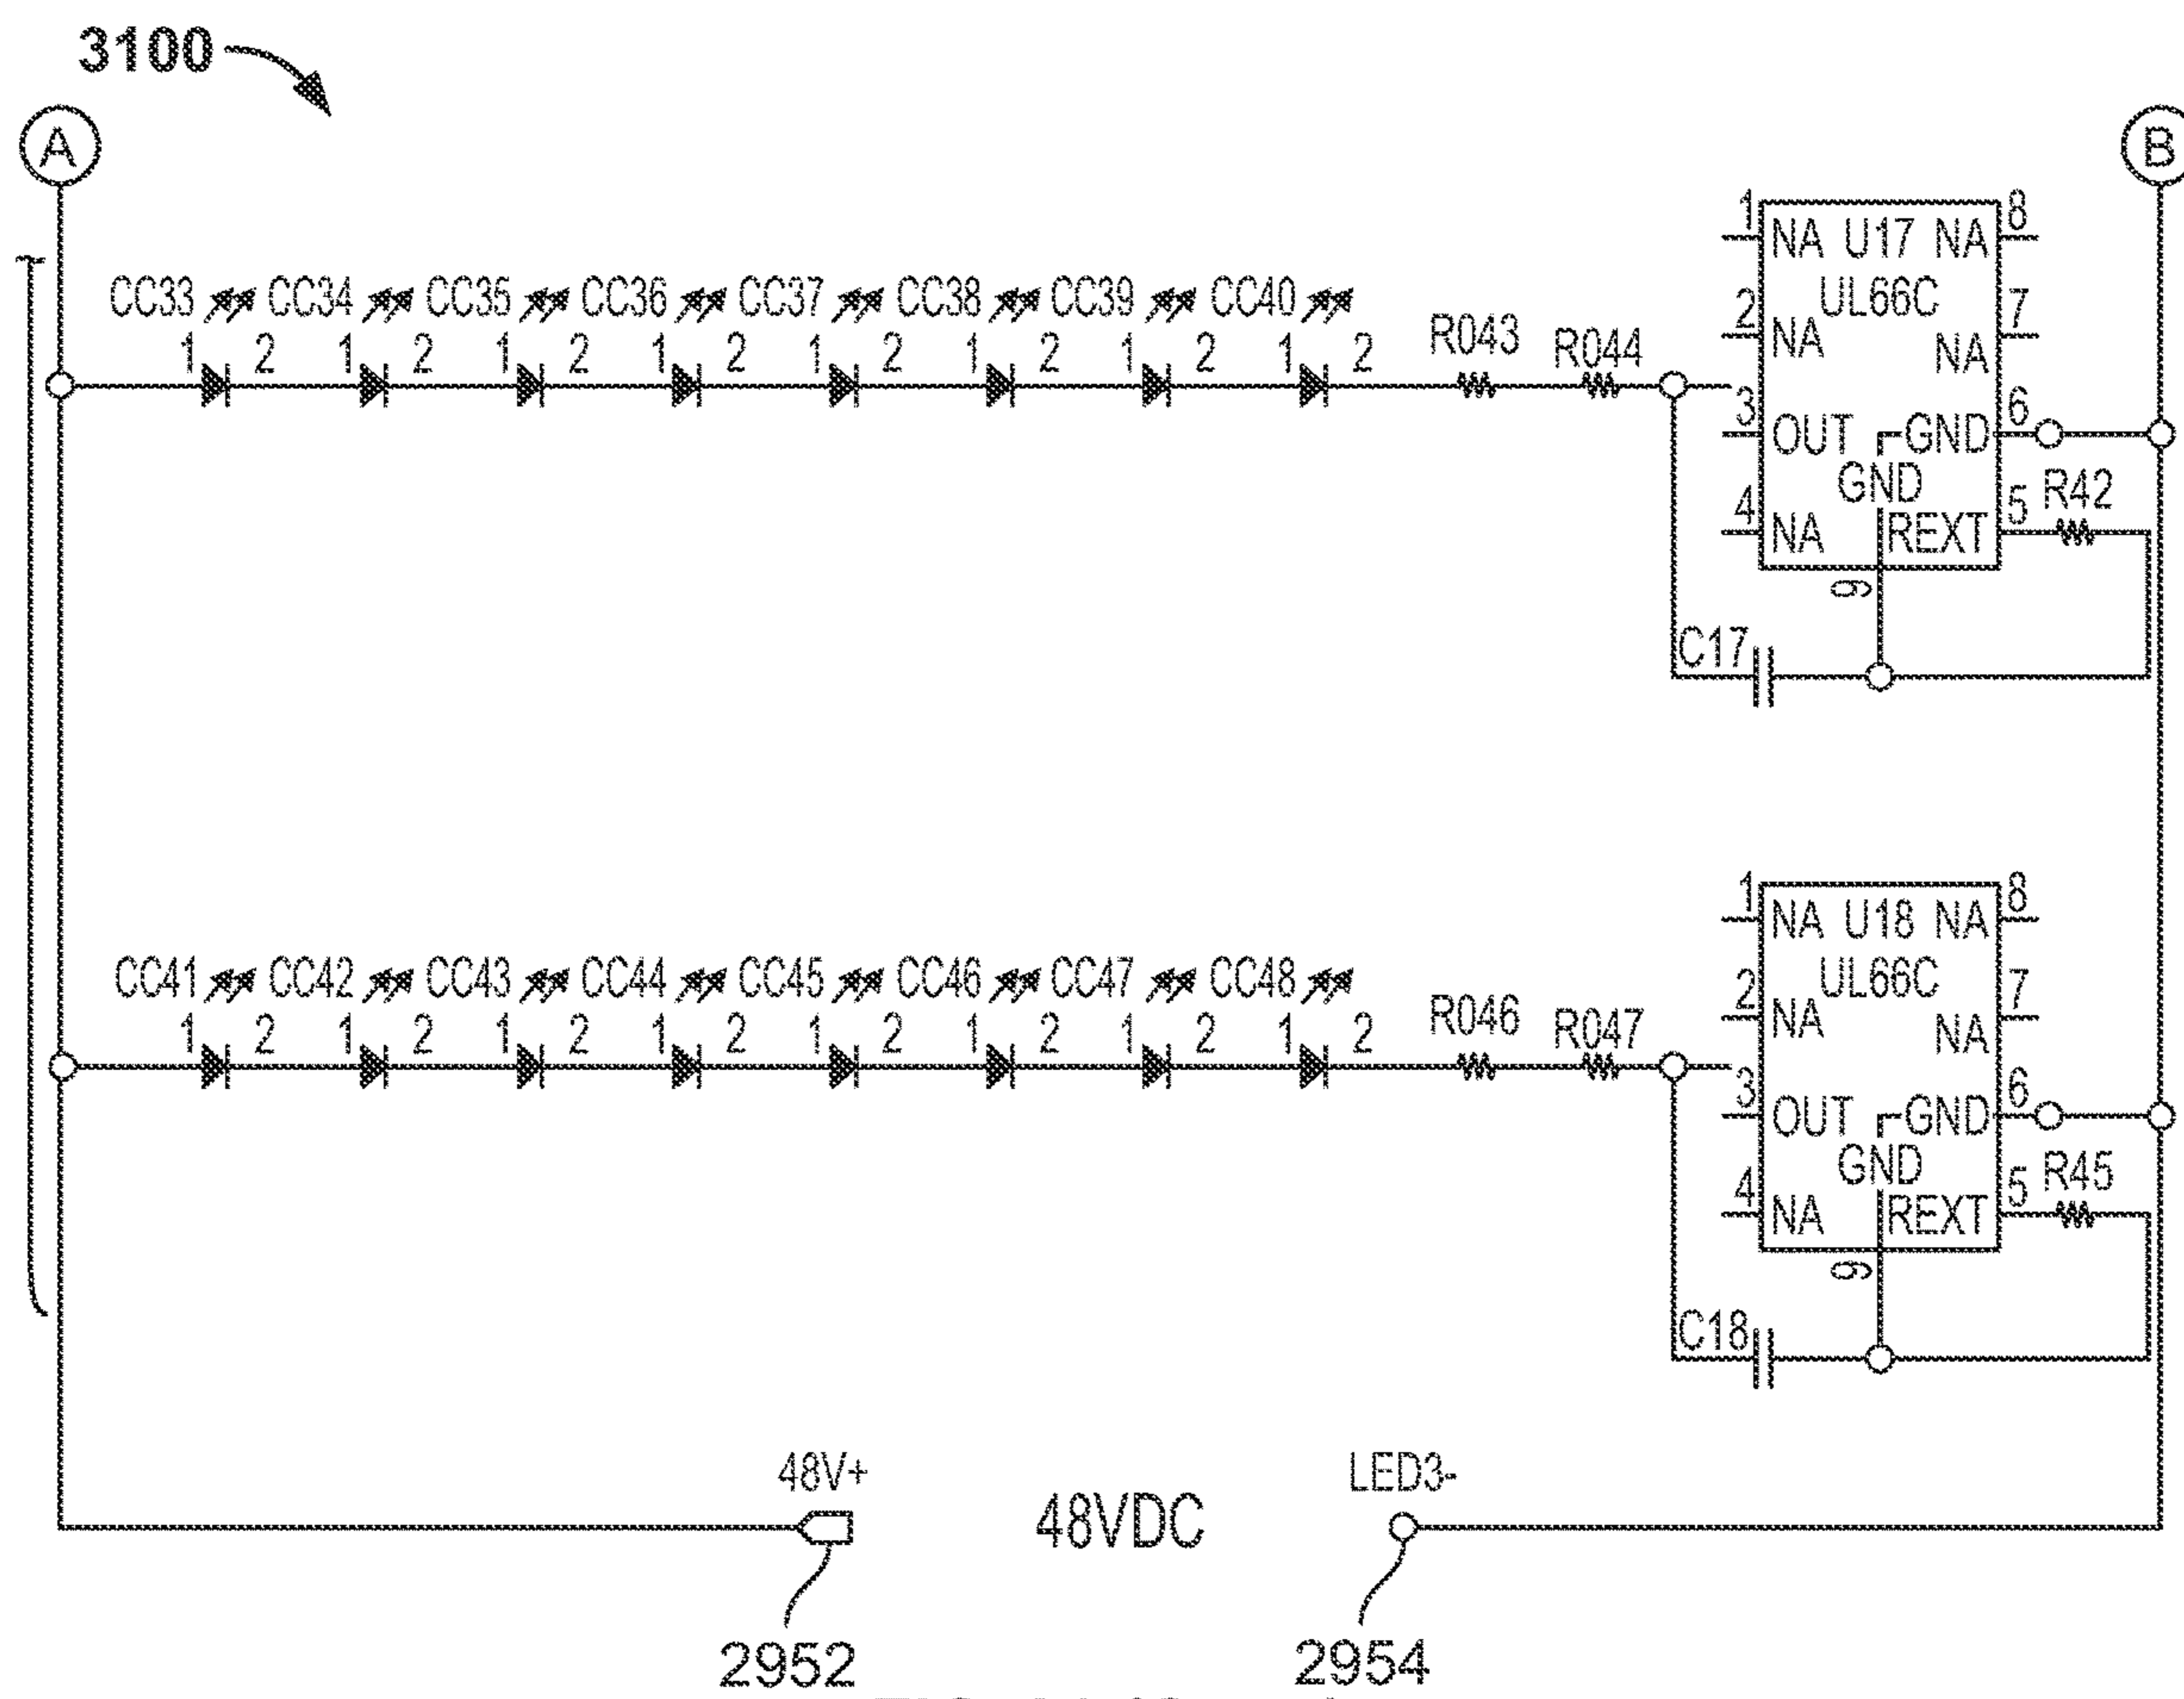 3100
A B
CC33 CC34 CC35 CC36 CC37 CC38 CC39 CC40
1 2 1 2 1 2 1 2 1 2 1 2 1 2 1 2
R043 R044
1 NA U17 NA 8
UL66C
2 NA NA 7
3 OUT GND 6
GND
4 NA REXT 5 R42
9
C17
CC41 CC42 CC43 CC44 CC45 CC46 CC47 CC48
1 2 1 2 1 2 1 2 1 2 1 2 1 2 1 2
R046 R047
1 NA U18 NA 8
UL66C
2 NA NA 7
3 OUT GND 6
GND
4 NA REXT 5 R45
9
C18
48V+ 48VDC LED3-
2952 2954